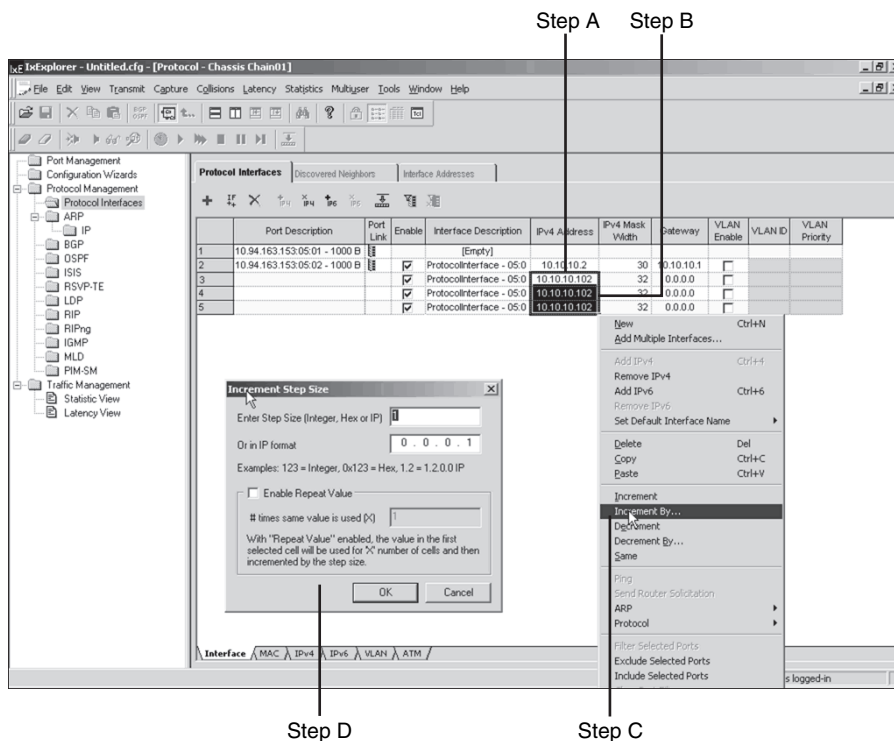 Step A Step B
IxExplorer - Untitled.cfg - [Protocol - Chassis Chain01]
File Edit View Transmit Capture Collisions Latency Statistics Multiuser Tools Window Help
Port Management
Configuration Wizards
Protocol Management
Protocol Interfaces
ARP
IP
BGP
OSPF
ISIS
RSVP-TE
LDP
RIP
RIPng
IGMP
MLD
PIM-SM
Traffic Management
Statistic View
Latency View
Protocol Interfaces Discovered Neighbors Interface Addresses
Port Description Port Link Enable Interface Description IPv4 Address IPv4 Mask Width Gateway VLAN Enable VLAN ID VLAN Priority
1 10.94.163.153:05:01 - 1000 B [Empty]
2 10.94.163.153:05:02 - 1000 B ProtocolInterface - 05:0 10.10.10.2 30 10.10.10.1
3 ProtocolInterface - 05:0 10.10.10.102 32 0.0.0.0
4 ProtocolInterface - 05:0 10.10.10.102 32 0.0.0.0
5 ProtocolInterface - 05:0 10.10.10.102 32 0.0.0.0
New Ctrl+N
Add Multiple Interfaces...
Add IPv4 Ctrl+4
Remove IPv4
Add IPv6 Ctrl+6
Remove IPv6
Set Default Interface Name
Delete Del
Copy Ctrl+C
Paste Ctrl+V
Increment
Increment By...
Decrement
Decrement By...
Same
Ping
Send Router Solicitation
ARP
Protocol
Filter Selected Ports
Exclude Selected Ports
Include Selected Ports
Increment Step Size
Enter Step Size (Integer, Hex or IP) 1
Or in IP format 0 . 0 . 0 . 1
Examples: 123 = Integer, 0x123 = Hex, 1.2 = 1.2.0.0 IP
Enable Repeat Value
# times same value is used (X) 1
With "Repeat Value" enabled, the value in the first
selected cell will be used for 'X' number of cells and then
incremented by the step size.
OK Cancel
Interface MAC IPv4 IPv6 VLAN ATM
s logged-in
Step D Step C